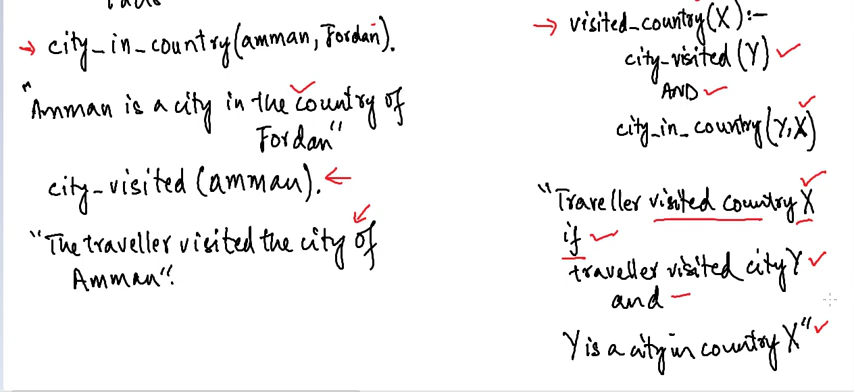 → city_in_country(amman, Jordan).
"Amman is a city in the country of
Jordan"
city_visited (amman). ←
"The traveller visited the city of
Amman".
→ visited_country(X):-
city_visited (Y)
AND
city_in_country(Y,X)
"Traveller visited country X
if
traveller visited city Y
and
Y is a city in country X"